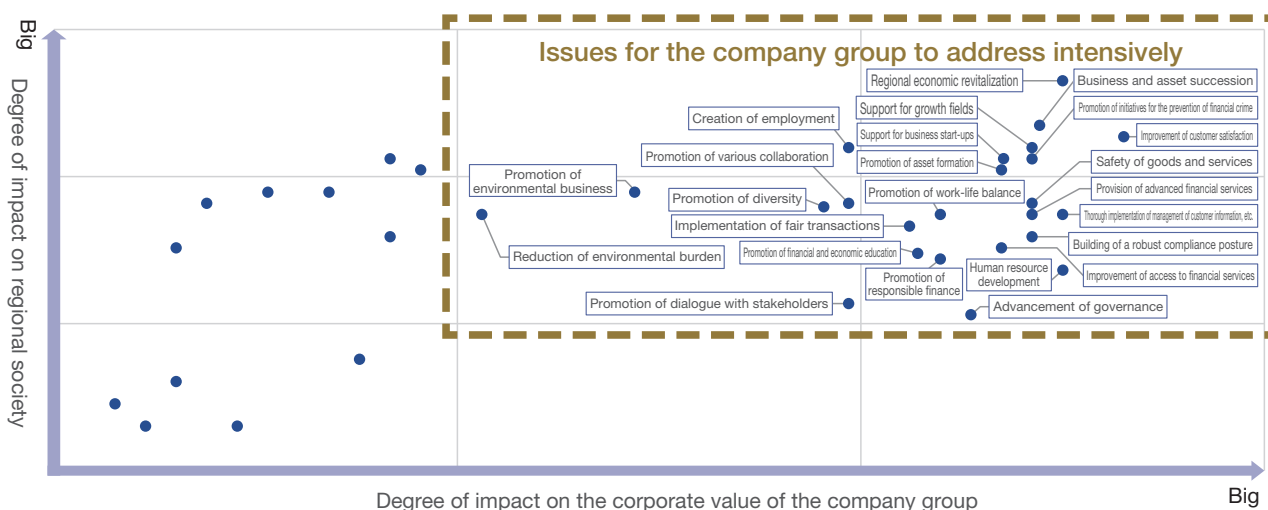 Big
Degree of impact on regional society
Issues for the company group to address intensively
Regional economic revitalization
Business and asset succession
Support for growth fields
Promotion of initiatives for the prevention of financial crime
Creation of employment
Support for business start-ups
Improvement of customer satisfaction
Promotion of various collaboration
Promotion of asset formation
Safety of goods and services
Promotion of
environmental business
Promotion of work-life balance
Provision of advanced financial services
Promotion of diversity
Thorough implementation of management of customer information, etc.
Implementation of fair transactions
Building of a robust compliance posture
Reduction of environmental burden
Promotion of financial and economic education
Promotion of
responsible finance
Human resource
development
Improvement of access to financial services
Promotion of dialogue with stakeholders
Advancement of governance
Degree of impact on the corporate value of the company group
Big